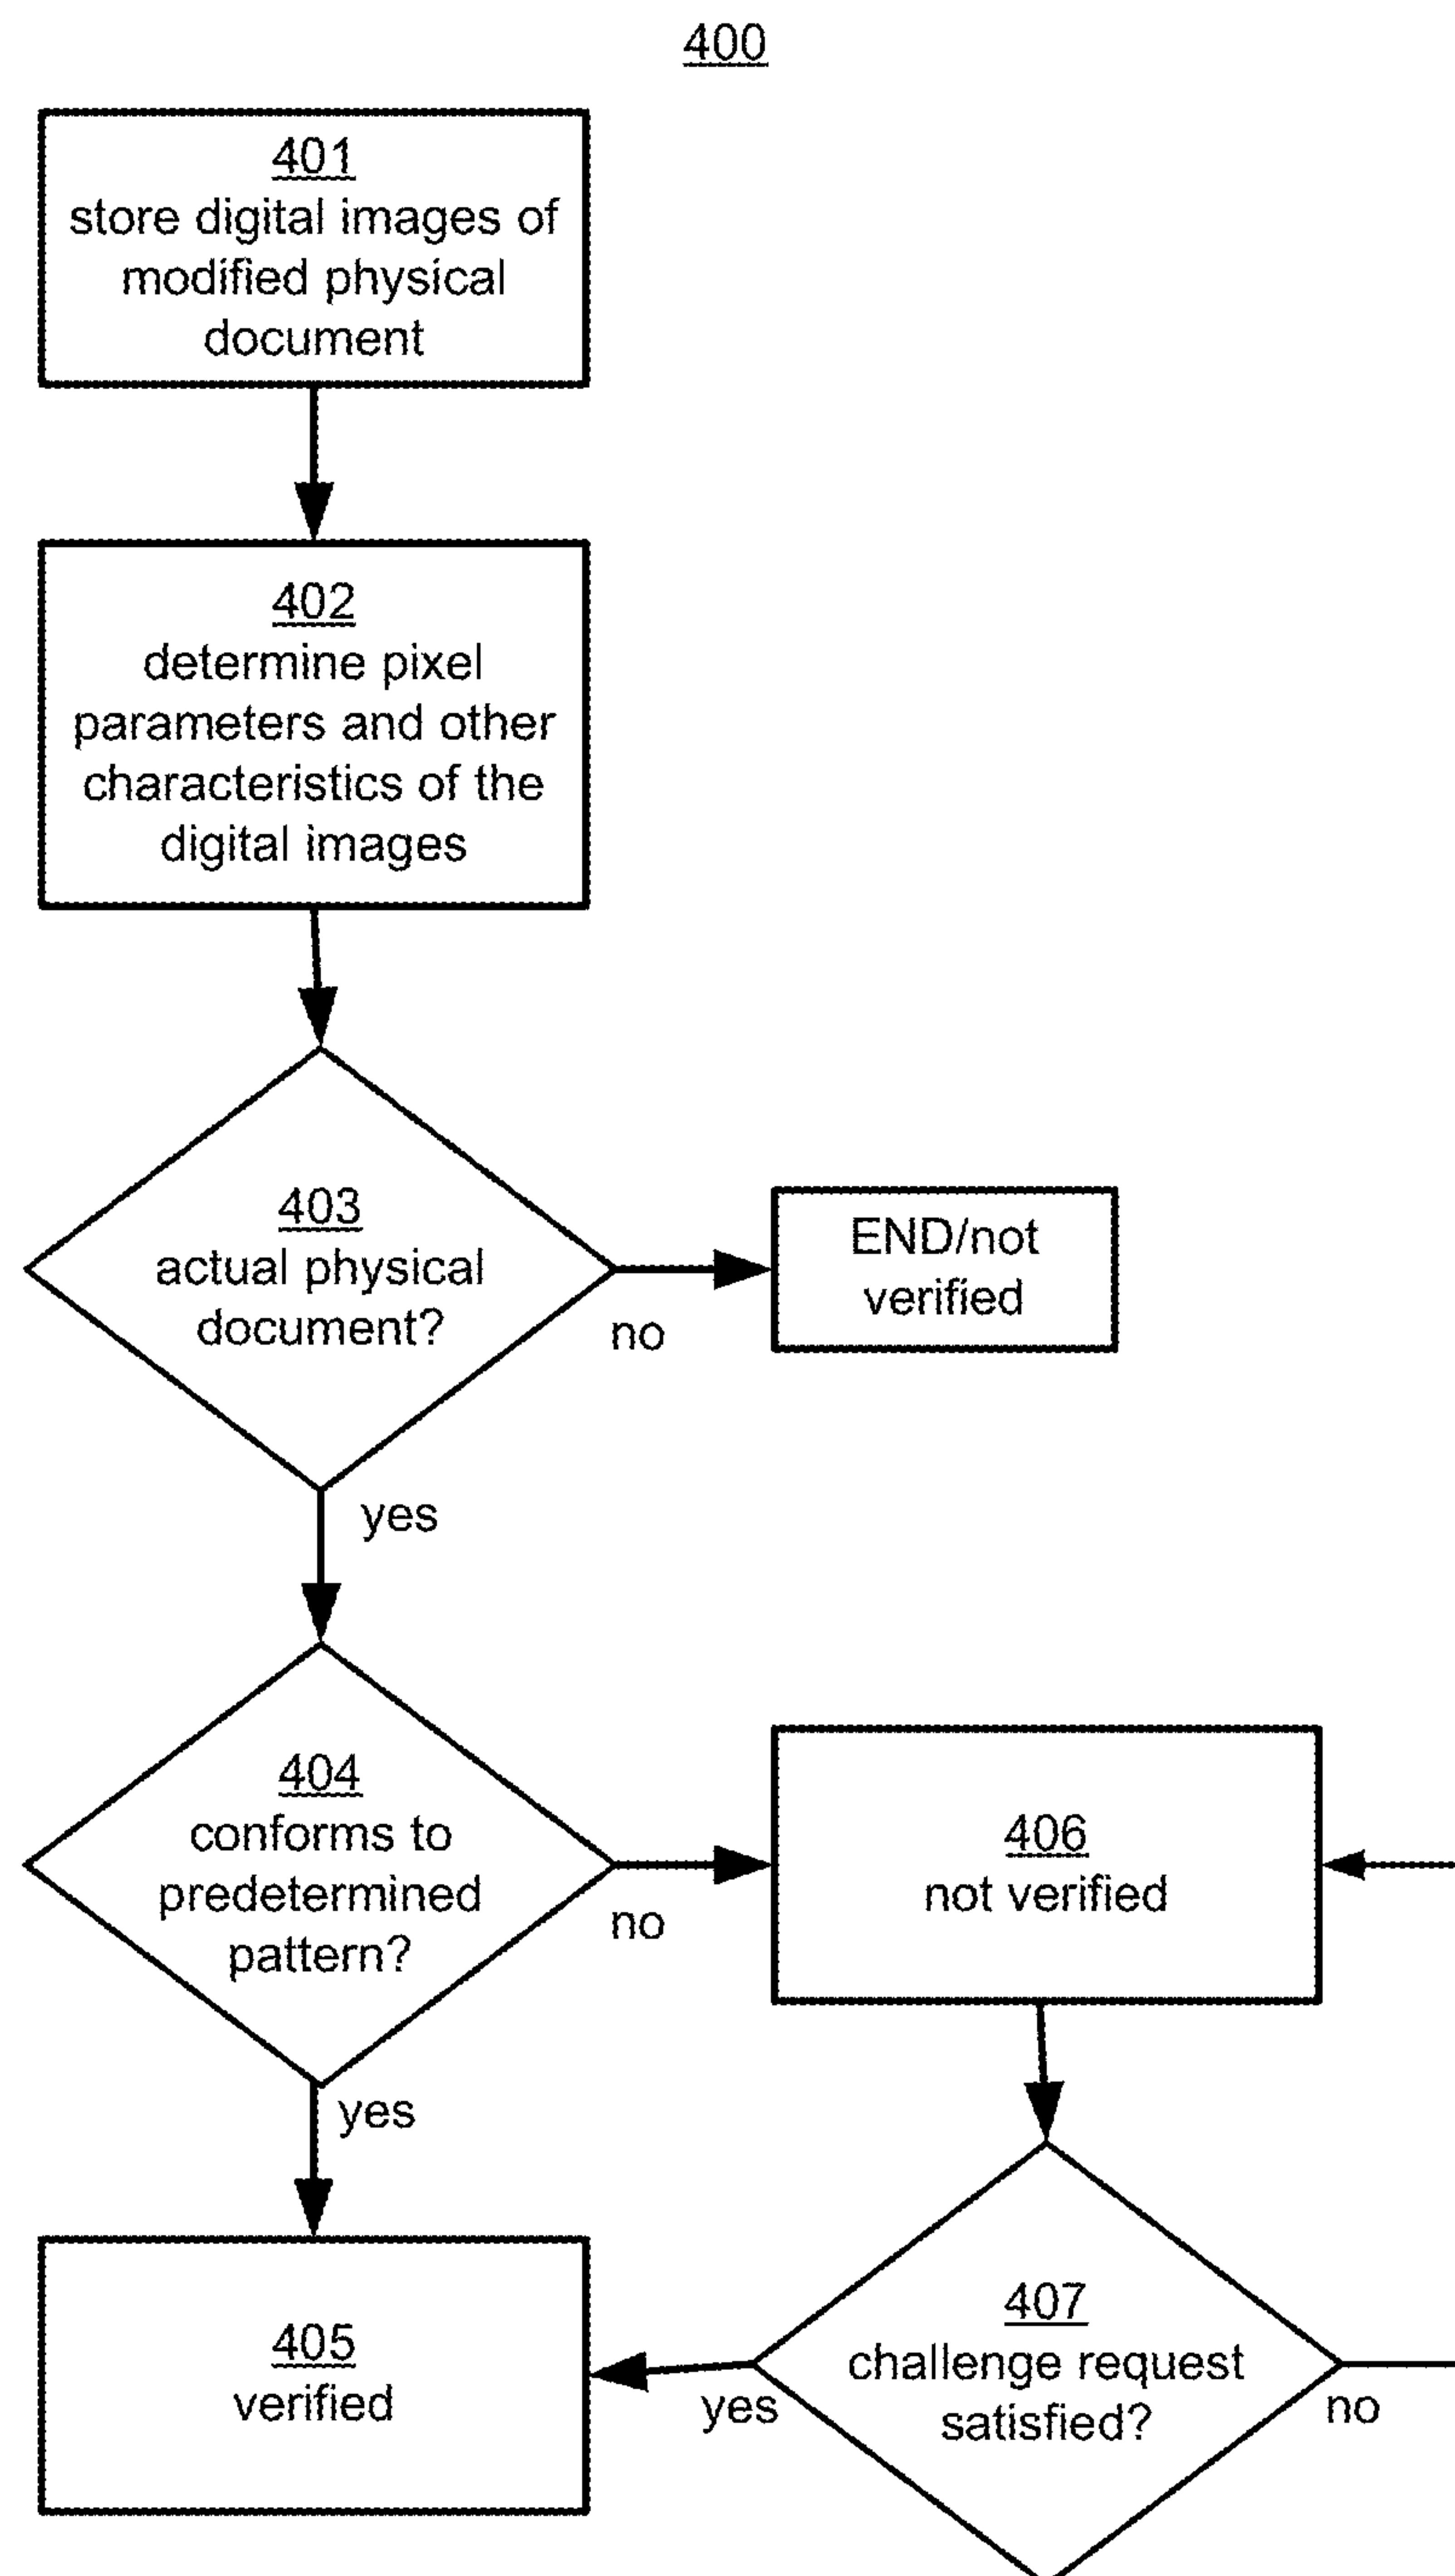 400
401
store digital images of
modified physical
document
402
determine pixel
parameters and other
characteristics of the
digital images
403
actual physical
document?
no
END/not
verified
yes
404
conforms to
predetermined
pattern?
no
406
not verified
yes
405
verified
407
challenge request
satisfied?
yes
no